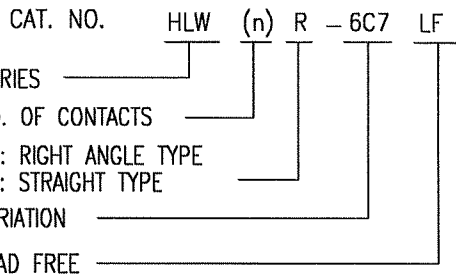 CAT. NO. HLW (n) R - 6C7 LF
RIES
. OF CONTACTS
: RIGHT ANGLE TYPE
: STRAIGHT TYPE
RIATION
AD FREE